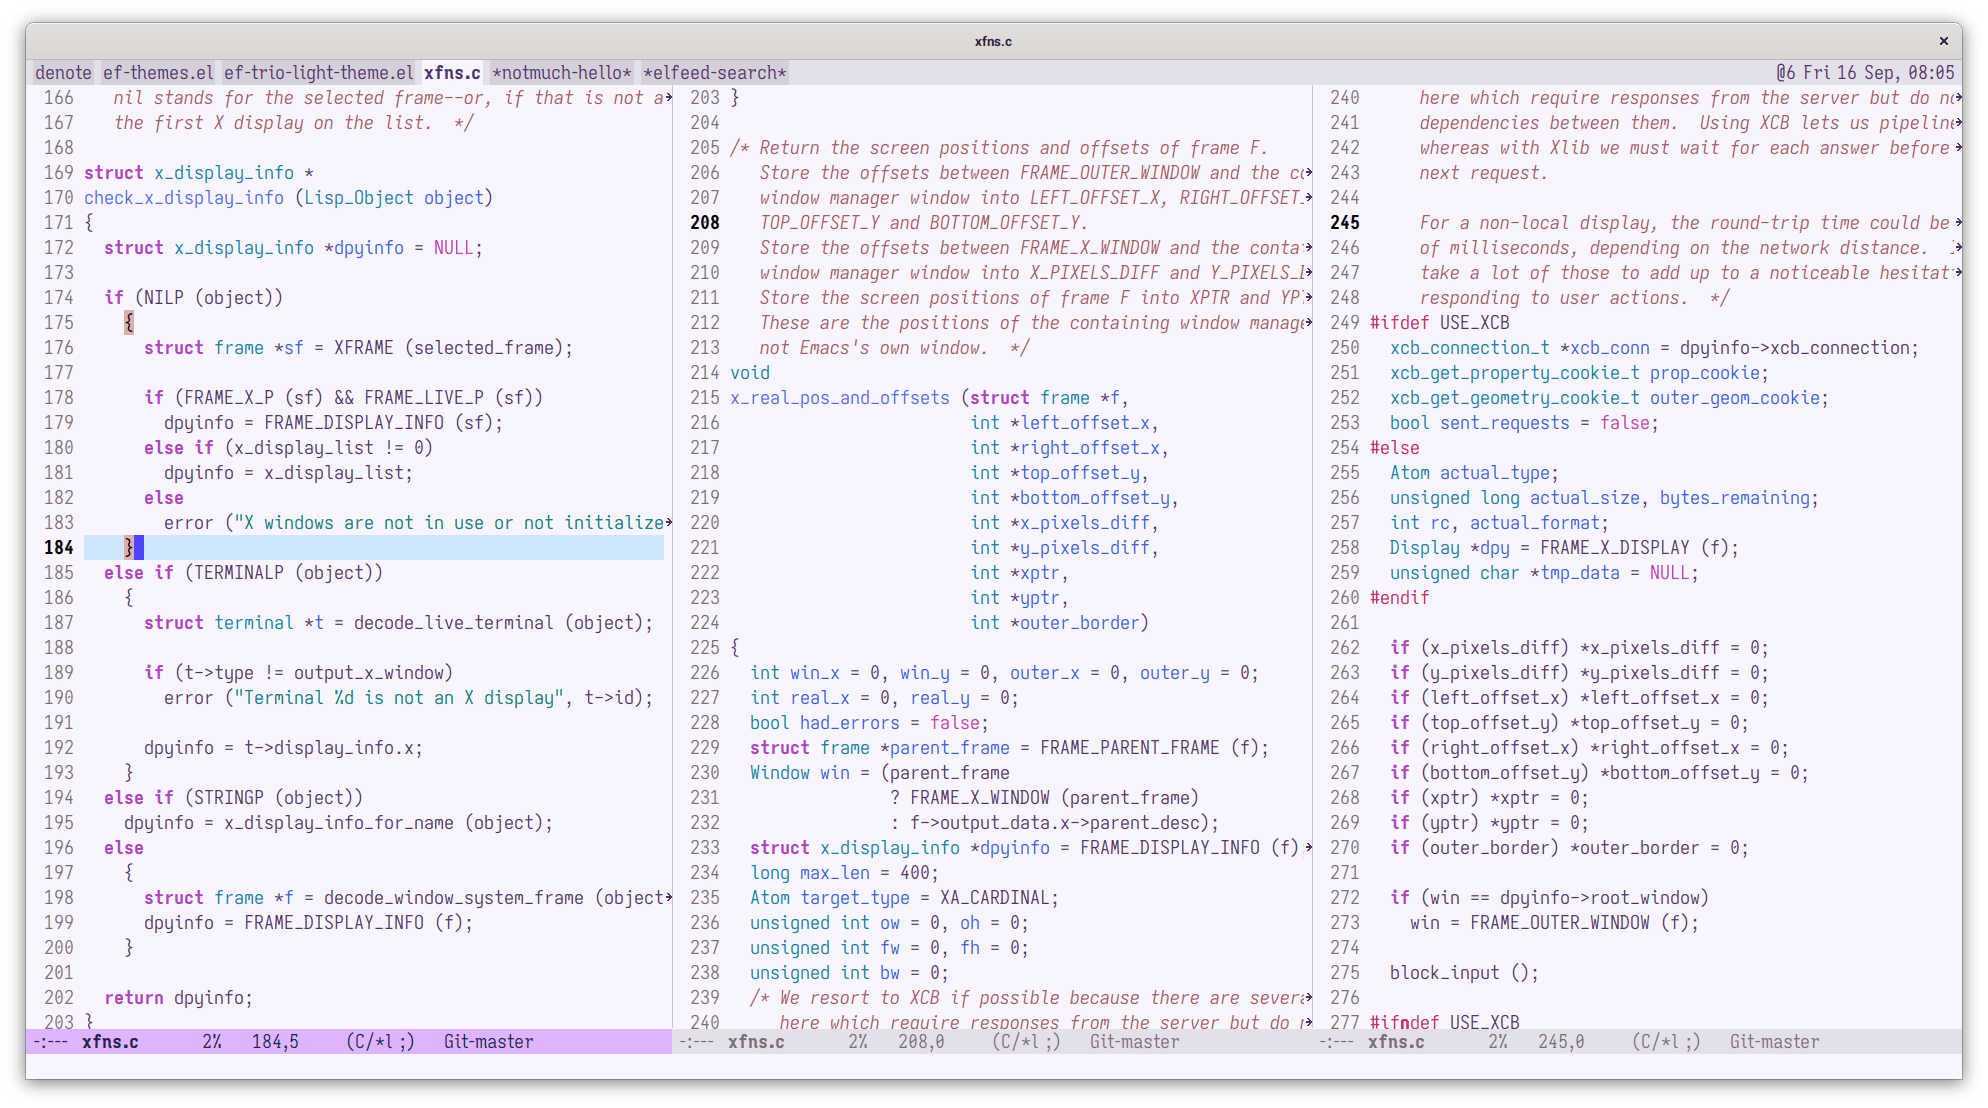 xfns.c ×
denote ef-themes.el ef-trio-light-theme.el xfns.c *notmuch-hello* *elfeed-search* @6 Fri 16 Sep, 08:05
166    nil stands for the selected frame--or, if that is not a
167    the first X display on the list.  */
168
169 struct x_display_info *
170 check_x_display_info (Lisp_Object object)
171 {
172   struct x_display_info *dpyinfo = NULL;
173
174   if (NILP (object))
175     {
176       struct frame *sf = XFRAME (selected_frame);
177
178       if (FRAME_X_P (sf) && FRAME_LIVE_P (sf))
179         dpyinfo = FRAME_DISPLAY_INFO (sf);
180       else if (x_display_list != 0)
181         dpyinfo = x_display_list;
182       else
183         error ("X windows are not in use or not initialize
184     }
185   else if (TERMINALP (object))
186     {
187       struct terminal *t = decode_live_terminal (object);
188
189       if (t->type != output_x_window)
190         error ("Terminal %d is not an X display", t->id);
191
192       dpyinfo = t->display_info.x;
193     }
194   else if (STRINGP (object))
195     dpyinfo = x_display_info_for_name (object);
196   else
197     {
198       struct frame *f = decode_window_system_frame (object
199       dpyinfo = FRAME_DISPLAY_INFO (f);
200     }
201
202   return dpyinfo;
203 }
-:--- xfns.c 2% 184,5 (C/*l ;) Git-master
203 }
204
205 /* Return the screen positions and offsets of frame F.
206    Store the offsets between FRAME_OUTER_WINDOW and the co
207    window manager window into LEFT_OFFSET_X, RIGHT_OFFSET_
208    TOP_OFFSET_Y and BOTTOM_OFFSET_Y.
209    Store the offsets between FRAME_X_WINDOW and the conta
210    window manager window into X_PIXELS_DIFF and Y_PIXELS_
211    Store the screen positions of frame F into XPTR and YP
212    These are the positions of the containing window manag
213    not Emacs's own window.  */
214 void
215 x_real_pos_and_offsets (struct frame *f,
216                         int *left_offset_x,
217                         int *right_offset_x,
218                         int *top_offset_y,
219                         int *bottom_offset_y,
220                         int *x_pixels_diff,
221                         int *y_pixels_diff,
222                         int *xptr,
223                         int *yptr,
224                         int *outer_border)
225 {
226   int win_x = 0, win_y = 0, outer_x = 0, outer_y = 0;
227   int real_x = 0, real_y = 0;
228   bool had_errors = false;
229   struct frame *parent_frame = FRAME_PARENT_FRAME (f);
230   Window win = (parent_frame
231                 ? FRAME_X_WINDOW (parent_frame)
232                 : f->output_data.x->parent_desc);
233   struct x_display_info *dpyinfo = FRAME_DISPLAY_INFO (f)
234   long max_len = 400;
235   Atom target_type = XA_CARDINAL;
236   unsigned int ow = 0, oh = 0;
237   unsigned int fw = 0, fh = 0;
238   unsigned int bw = 0;
239   /* We resort to XCB if possible because there are severa
240      here which require responses from the server but do
-:--- xfns.c 2% 208,0 (C/*l ;) Git-master
240      here which require responses from the server but do no
241      dependencies between them.  Using XCB lets us pipeline
242      whereas with Xlib we must wait for each answer before
243      next request.
244
245      For a non-local display, the round-trip time could be
246      of milliseconds, depending on the network distance.
247      take a lot of those to add up to a noticeable hesitat
248      responding to user actions.  */
249 #ifdef USE_XCB
250   xcb_connection_t *xcb_conn = dpyinfo->xcb_connection;
251   xcb_get_property_cookie_t prop_cookie;
252   xcb_get_geometry_cookie_t outer_geom_cookie;
253   bool sent_requests = false;
254 #else
255   Atom actual_type;
256   unsigned long actual_size, bytes_remaining;
257   int rc, actual_format;
258   Display *dpy = FRAME_X_DISPLAY (f);
259   unsigned char *tmp_data = NULL;
260 #endif
261
262   if (x_pixels_diff) *x_pixels_diff = 0;
263   if (y_pixels_diff) *y_pixels_diff = 0;
264   if (left_offset_x) *left_offset_x = 0;
265   if (top_offset_y) *top_offset_y = 0;
266   if (right_offset_x) *right_offset_x = 0;
267   if (bottom_offset_y) *bottom_offset_y = 0;
268   if (xptr) *xptr = 0;
269   if (yptr) *yptr = 0;
270   if (outer_border) *outer_border = 0;
271
272   if (win == dpyinfo->root_window)
273     win = FRAME_OUTER_WINDOW (f);
274
275   block_input ();
276
277 #ifndef USE_XCB
-:--- xfns.c 2% 245,0 (C/*l ;) Git-master